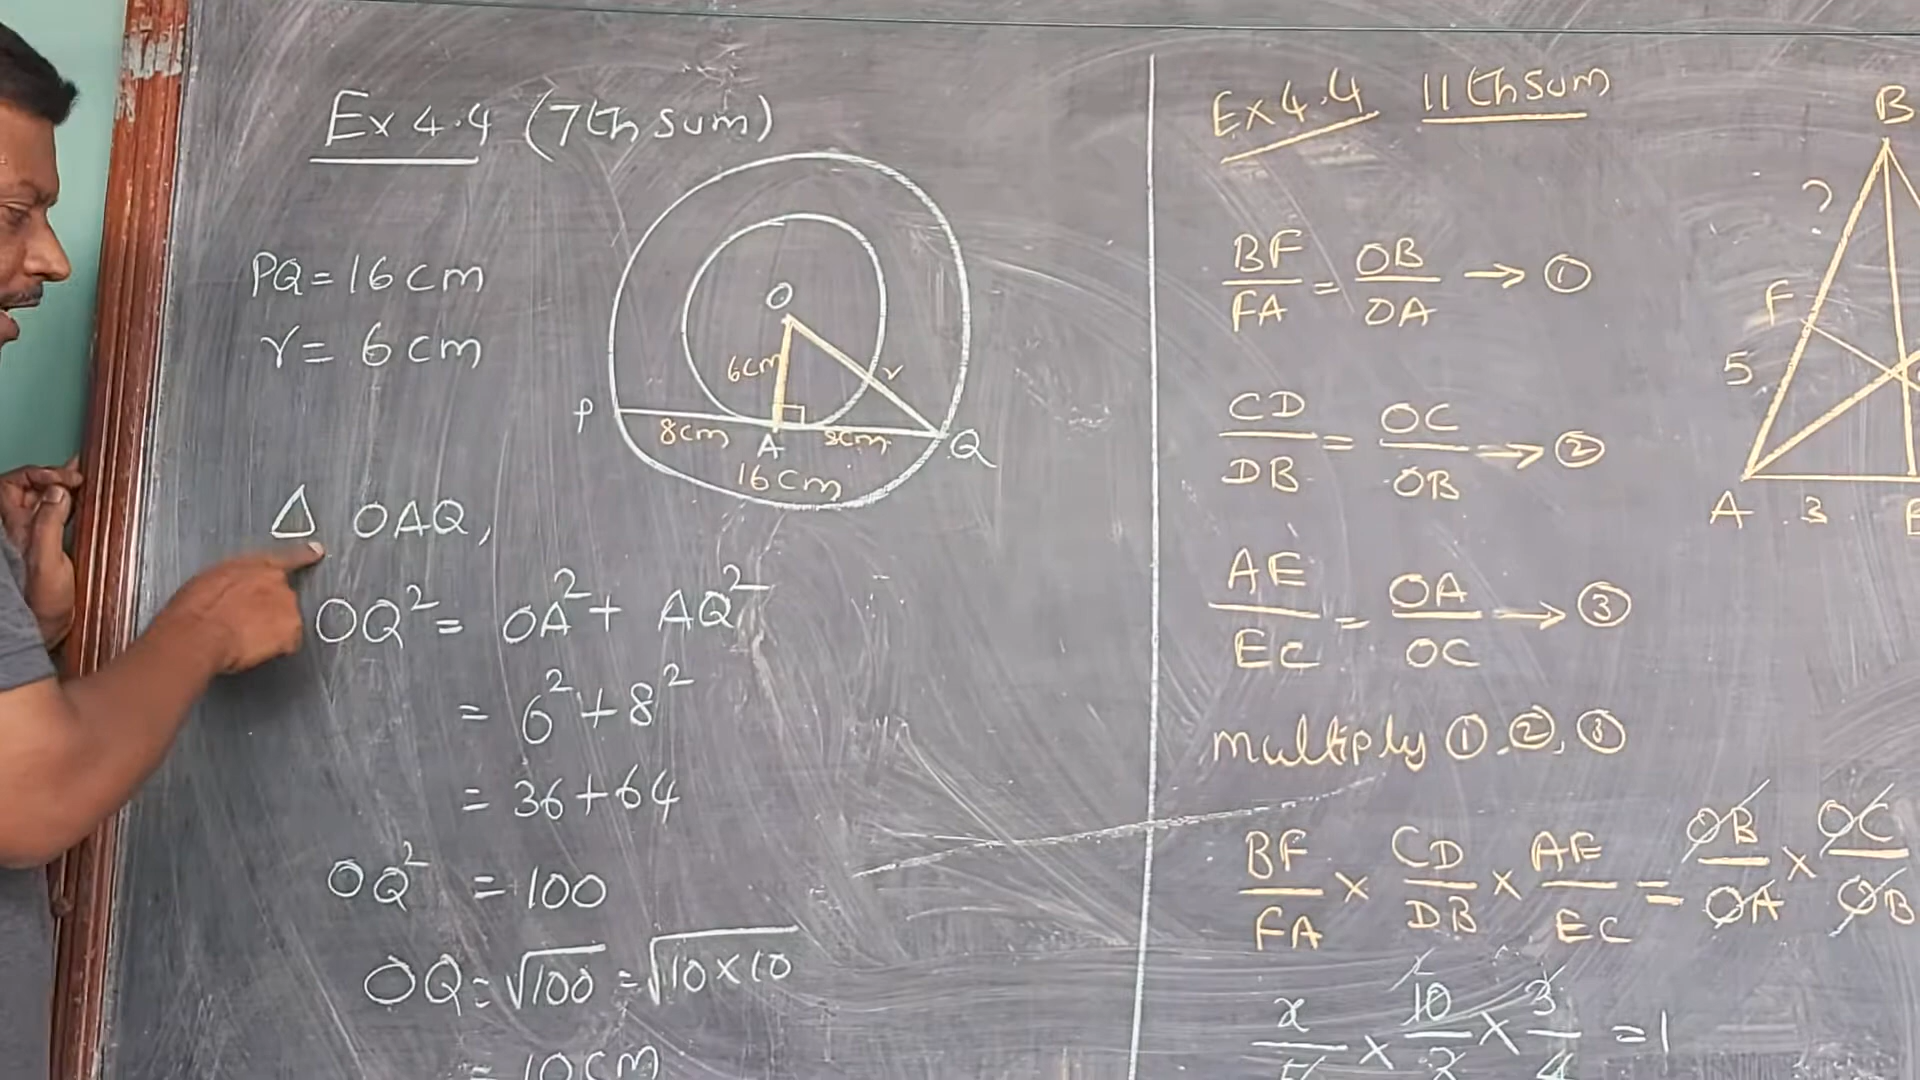 Ex 4.4 (7th sum)
PQ = 16 cm
r = 6 cm
O
6cm
r
P
8cm
A
8cm
Q
16 cm
Δ OAQ,
OQ² = OA² + AQ²
= 6² + 8²
= 36 + 64
OQ² = 100
OQ = √100 = √10×10
= 10 cm
Ex 4.4 11th sum
BF/FA = OB/OA → ①
CD/DB = OC/OB → ②
AE/EC = OA/OC → ③
multiply ①, ②, ③
BF/FA × CD/DB × AE/EC = OB/OA × OC/OB
x/5 × 10/2 × 3/4 = 1
B
?
F
5
A
3